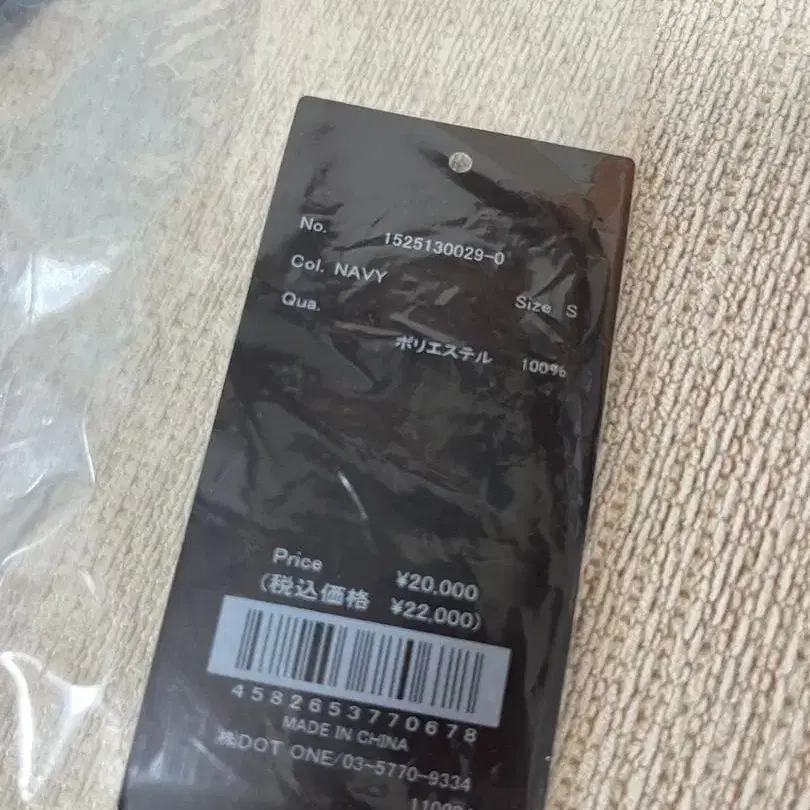 No. 1525130029-0
Col. NAVY Size S
Qua.
ポリエステル 100%
Price ¥20,000
(税込価格 ¥22,000)
4582653770678
MADE IN CHINA
㈱DOT ONE/03-5770-9334